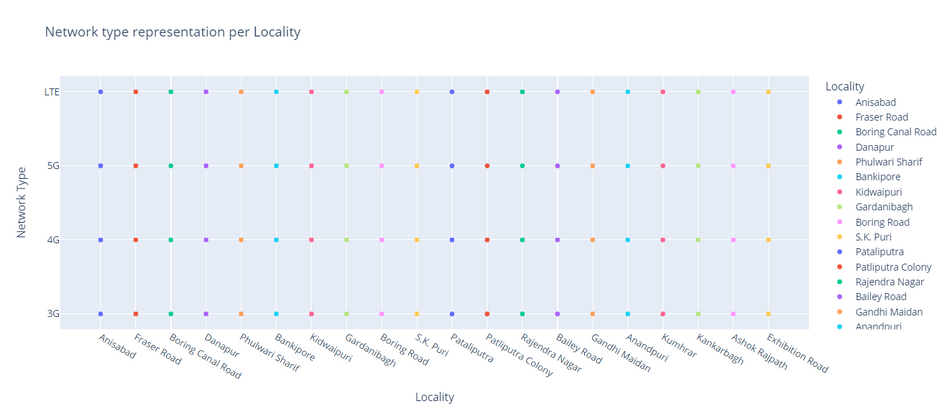 Network type representation per Locality
LTE
5G
4G
3G
Network Type
Anisabad
Fraser Road
Boring Canal Road
Danapur
Phulwari Sharif
Bankipore
Kidwaipuri
Gardanibagh
Boring Road
S.K. Puri
Pataliputra
Patliputra Colony
Rajendra Nagar
Bailey Road
Gandhi Maidan
Anandpuri
Kumhrar
Kankarbagh
Ashok Rajpath
Exhibition Road
Locality
Locality
Anisabad
Fraser Road
Boring Canal Road
Danapur
Phulwari Sharif
Bankipore
Kidwaipuri
Gardanibagh
Boring Road
S.K. Puri
Pataliputra
Patliputra Colony
Rajendra Nagar
Bailey Road
Gandhi Maidan
Anandpuri